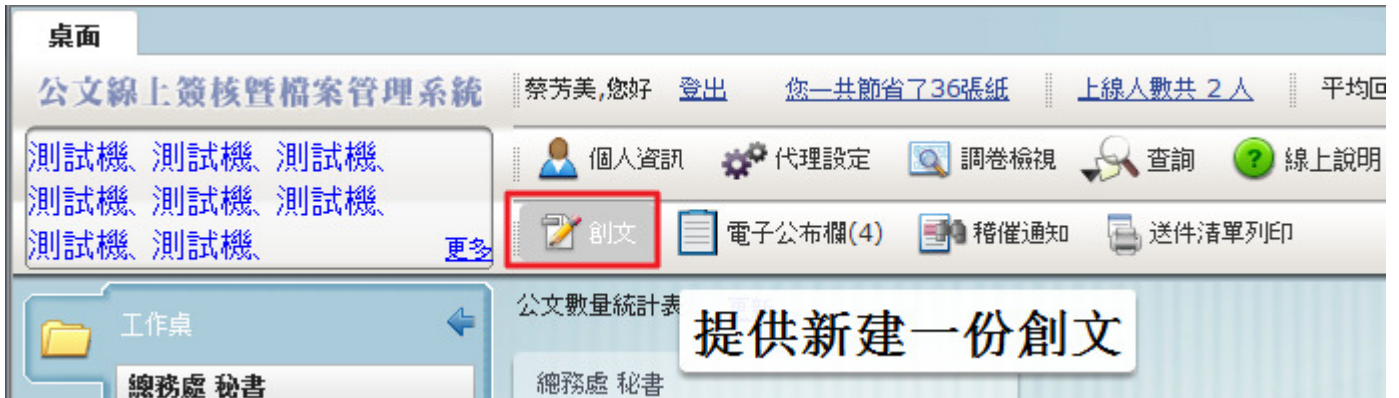 桌面
公文線上簽核暨檔案管理系統
蔡芳美,您好 登出 您一共節省了36張紙 上線人數共 2 人 平均回
測試機、測試機、測試機、
測試機、測試機、測試機、
測試機、測試機、 更多
個人資訊 代理設定 調卷檢視 查詢 線上說明
創文 電子公布欄(4) 稽催通知 送件清單列印
工作桌
總務處 秘書
公文數量統計表 更新
提供新建一份創文
總務處 秘書